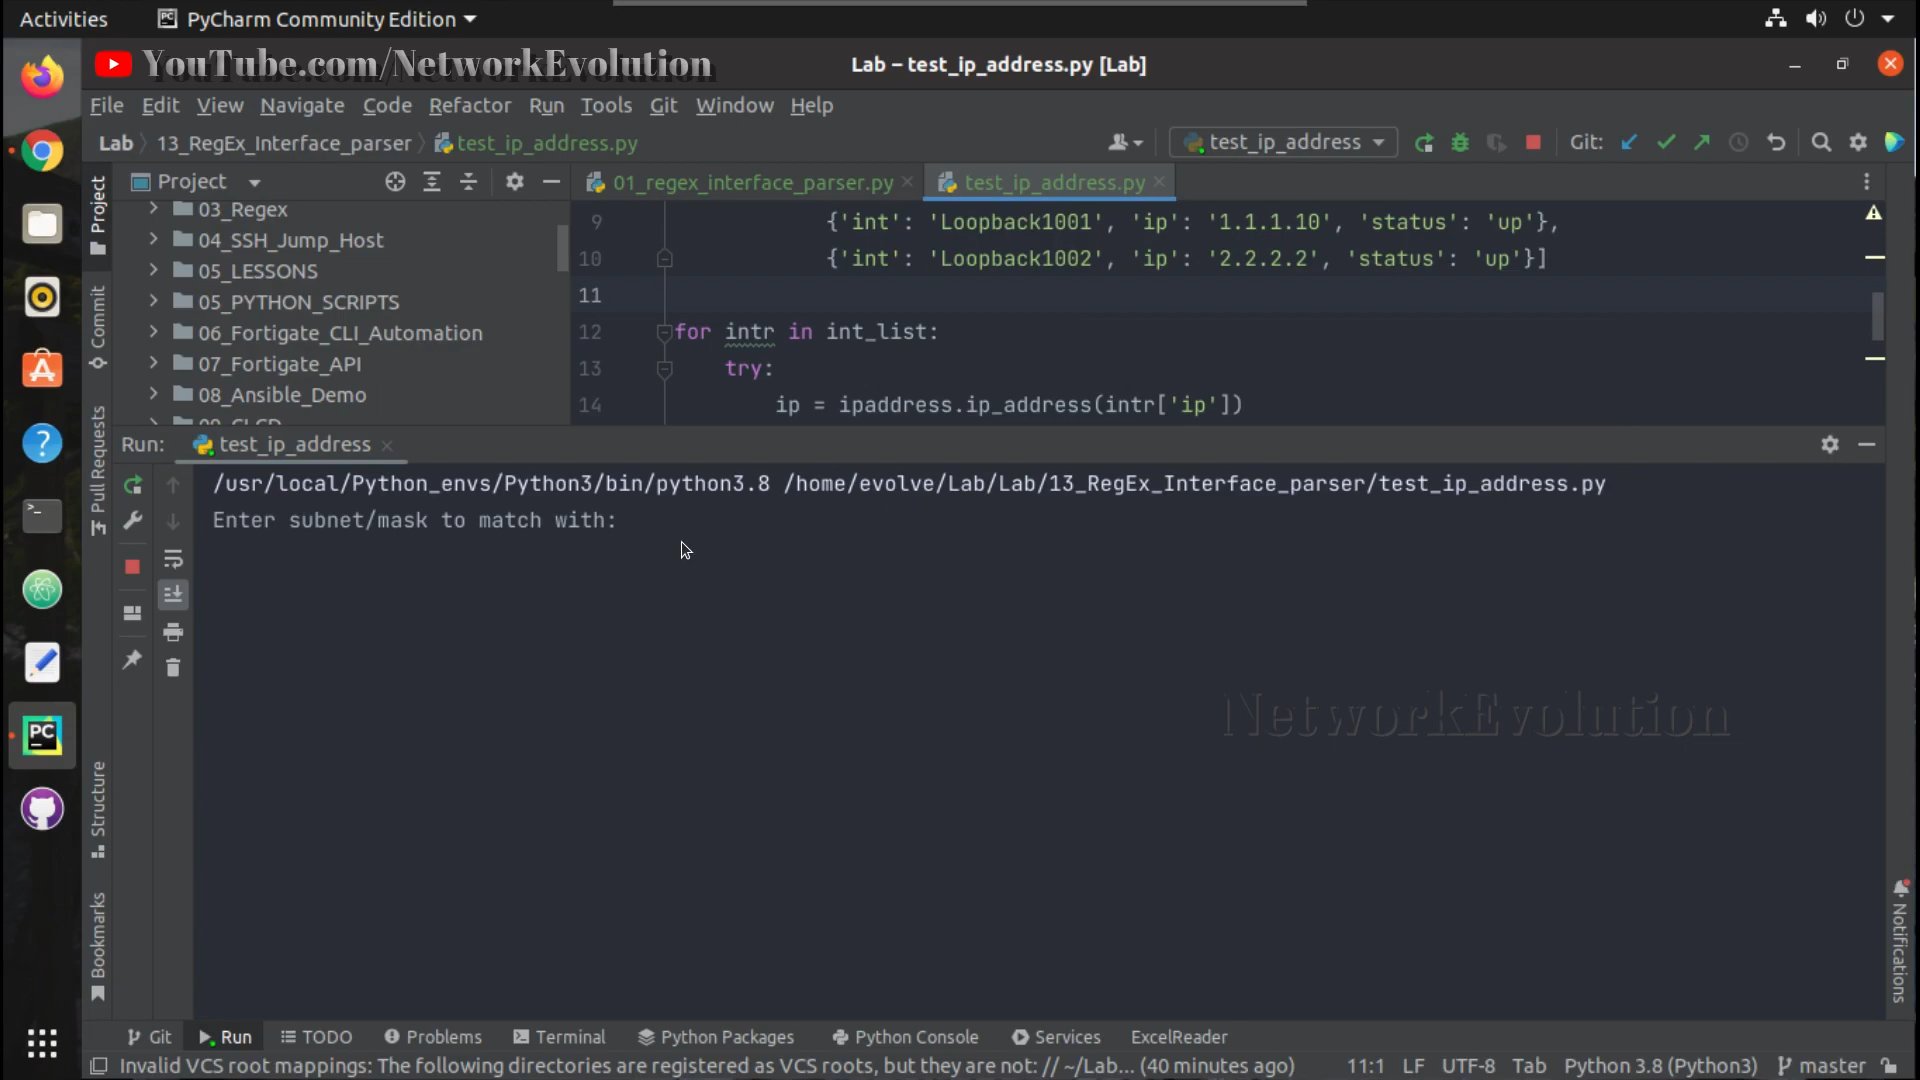 Activities PyCharm Community Edition
YouTube.com/NetworkEvolution
Lab – test_ip_address.py [Lab]
File Edit View Navigate Code Refactor Run Tools Git Window Help
Lab 13_RegEx_Interface_parser test_ip_address.py
test_ip_address Git:
Project
01_regex_interface_parser.py test_ip_address.py
03_Regex
04_SSH_Jump_Host
05_LESSONS
05_PYTHON_SCRIPTS
06_Fortigate_CLI_Automation
07_Fortigate_API
08_Ansible_Demo
9 {'int': 'Loopback1001', 'ip': '1.1.1.10', 'status': 'up'},
10 {'int': 'Loopback1002', 'ip': '2.2.2.2', 'status': 'up'}]
11
12 for intr in int_list:
13 try:
14 ip = ipaddress.ip_address(intr['ip'])
Project
Commit
Pull Requests
Structure
Bookmarks
Run: test_ip_address
/usr/local/Python_envs/Python3/bin/python3.8 /home/evolve/Lab/Lab/13_RegEx_Interface_parser/test_ip_address.py
Enter subnet/mask to match with:
NetworkEvolution
Notifications
Git Run TODO Problems Terminal Python Packages Python Console Services ExcelReader
Invalid VCS root mappings: The following directories are registered as VCS roots, but they are not: // ~/Lab... (40 minutes ago) 11:1 LF UTF-8 Tab Python 3.8 (Python3) master